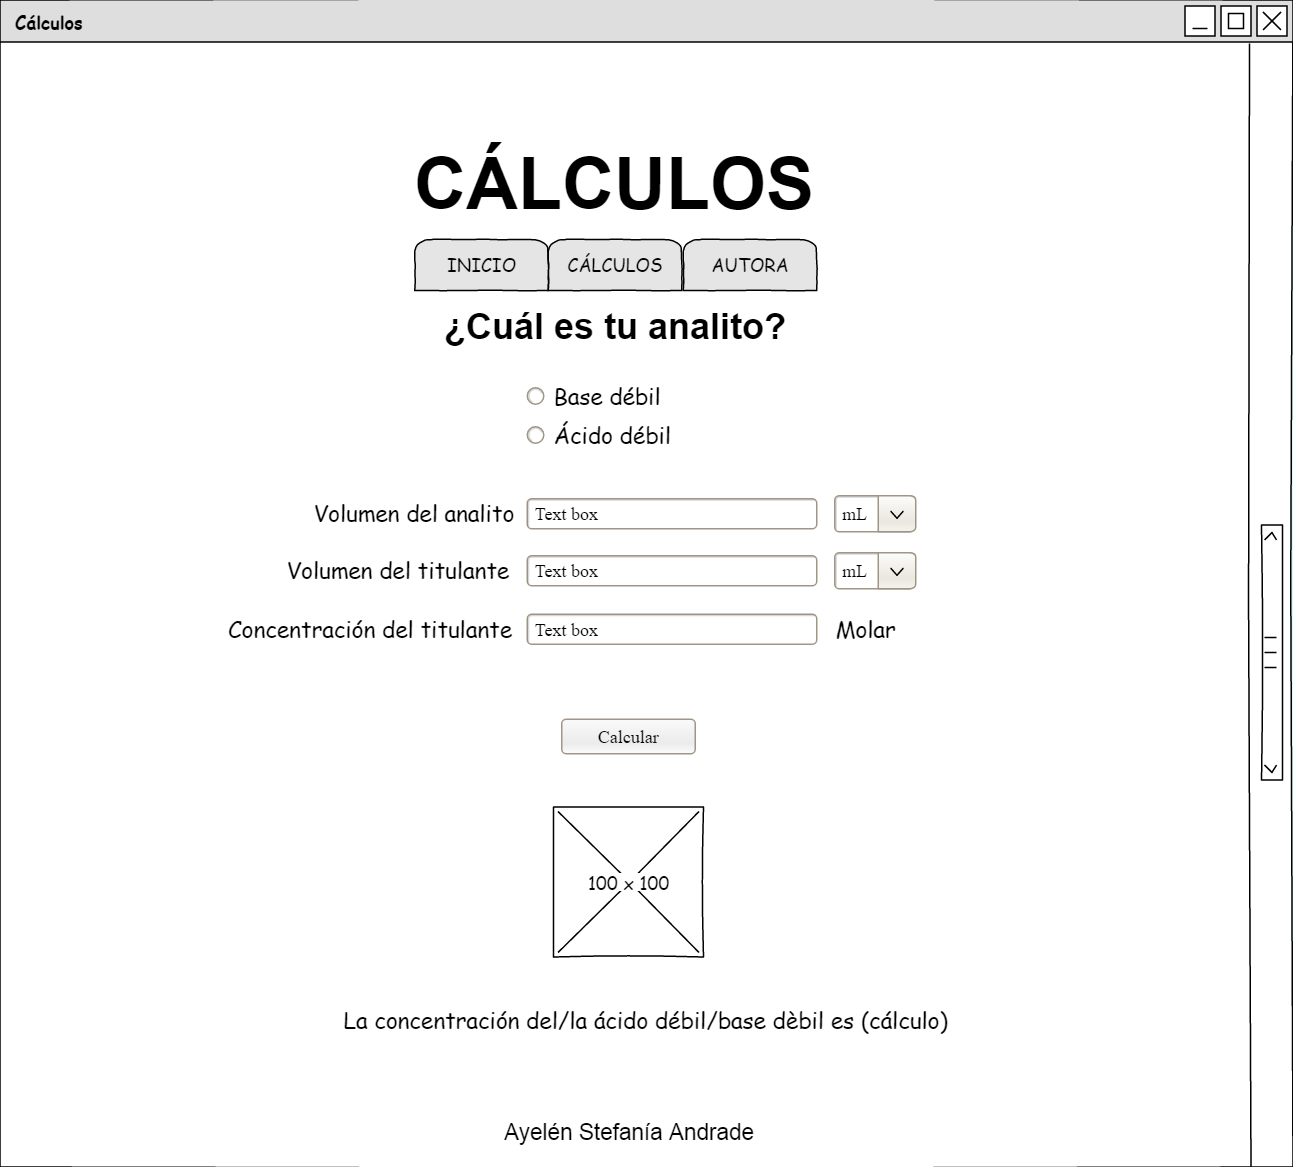 Cálculos
CÁLCULOS
INICIO CÁLCULOS AUTORA
¿Cuál es tu analito?
Base débil
Ácido débil
Volumen del analito Text box mL
Volumen del titulante Text box mL
Concentración del titulante Text box Molar
Calcular
100 x 100
La concentración del/la ácido débil/base dèbil es (cálculo)
Ayelén Stefanía Andrade